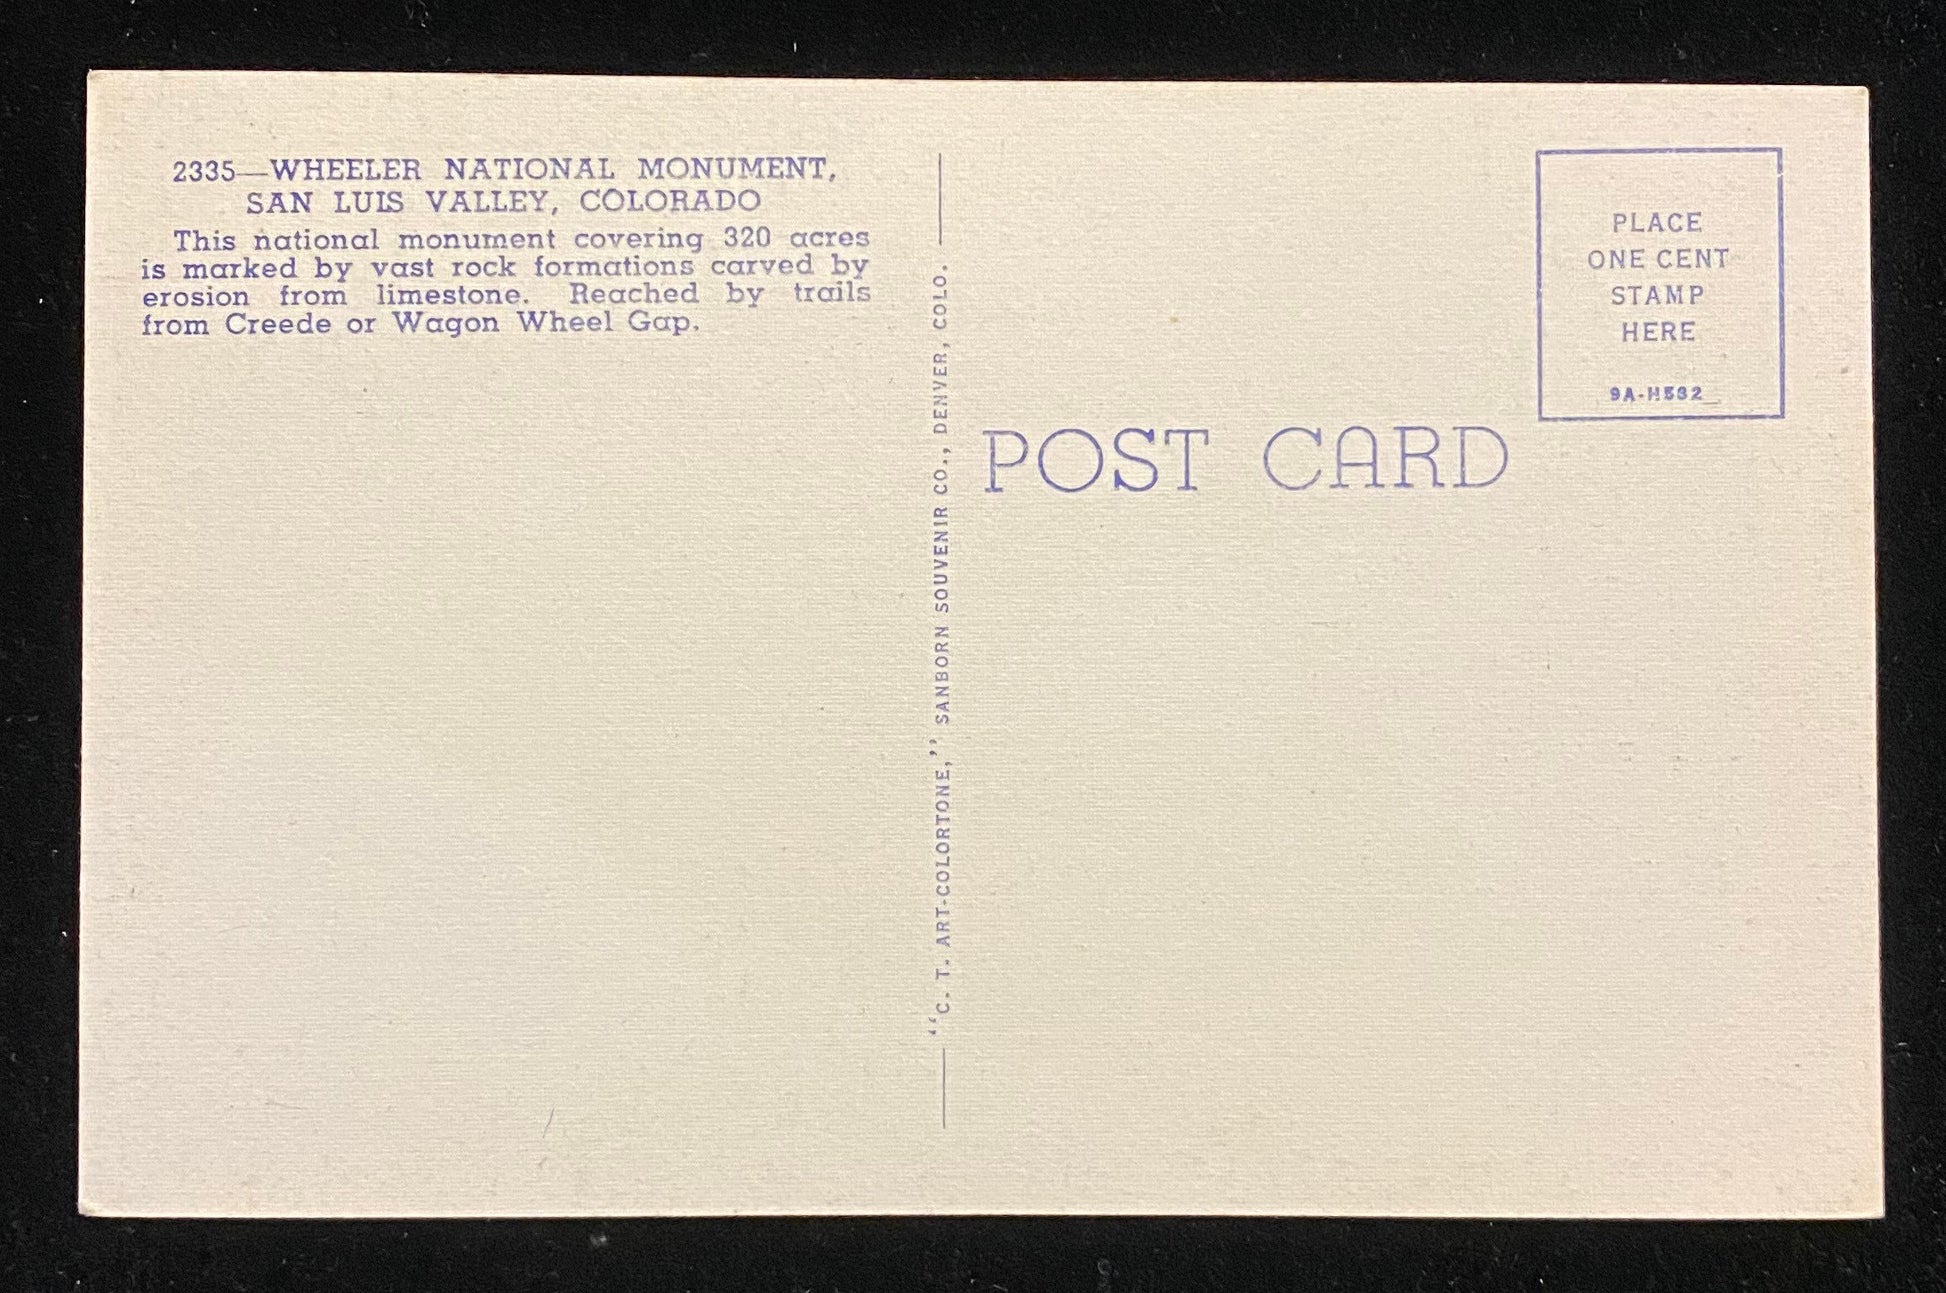 2335—WHEELER NATIONAL MONUMENT,
SAN LUIS VALLEY, COLORADO
This national monument covering 320 acres
is marked by vast rock formations carved by
erosion from limestone. Reached by trails
from Creede or Wagon Wheel Gap.
"C. T. ART-COLORTONE," SANBORN SOUVENIR CO., DENVER, COLO.
POST CARD
PLACE
ONE CENT
STAMP
HERE
9A-H532